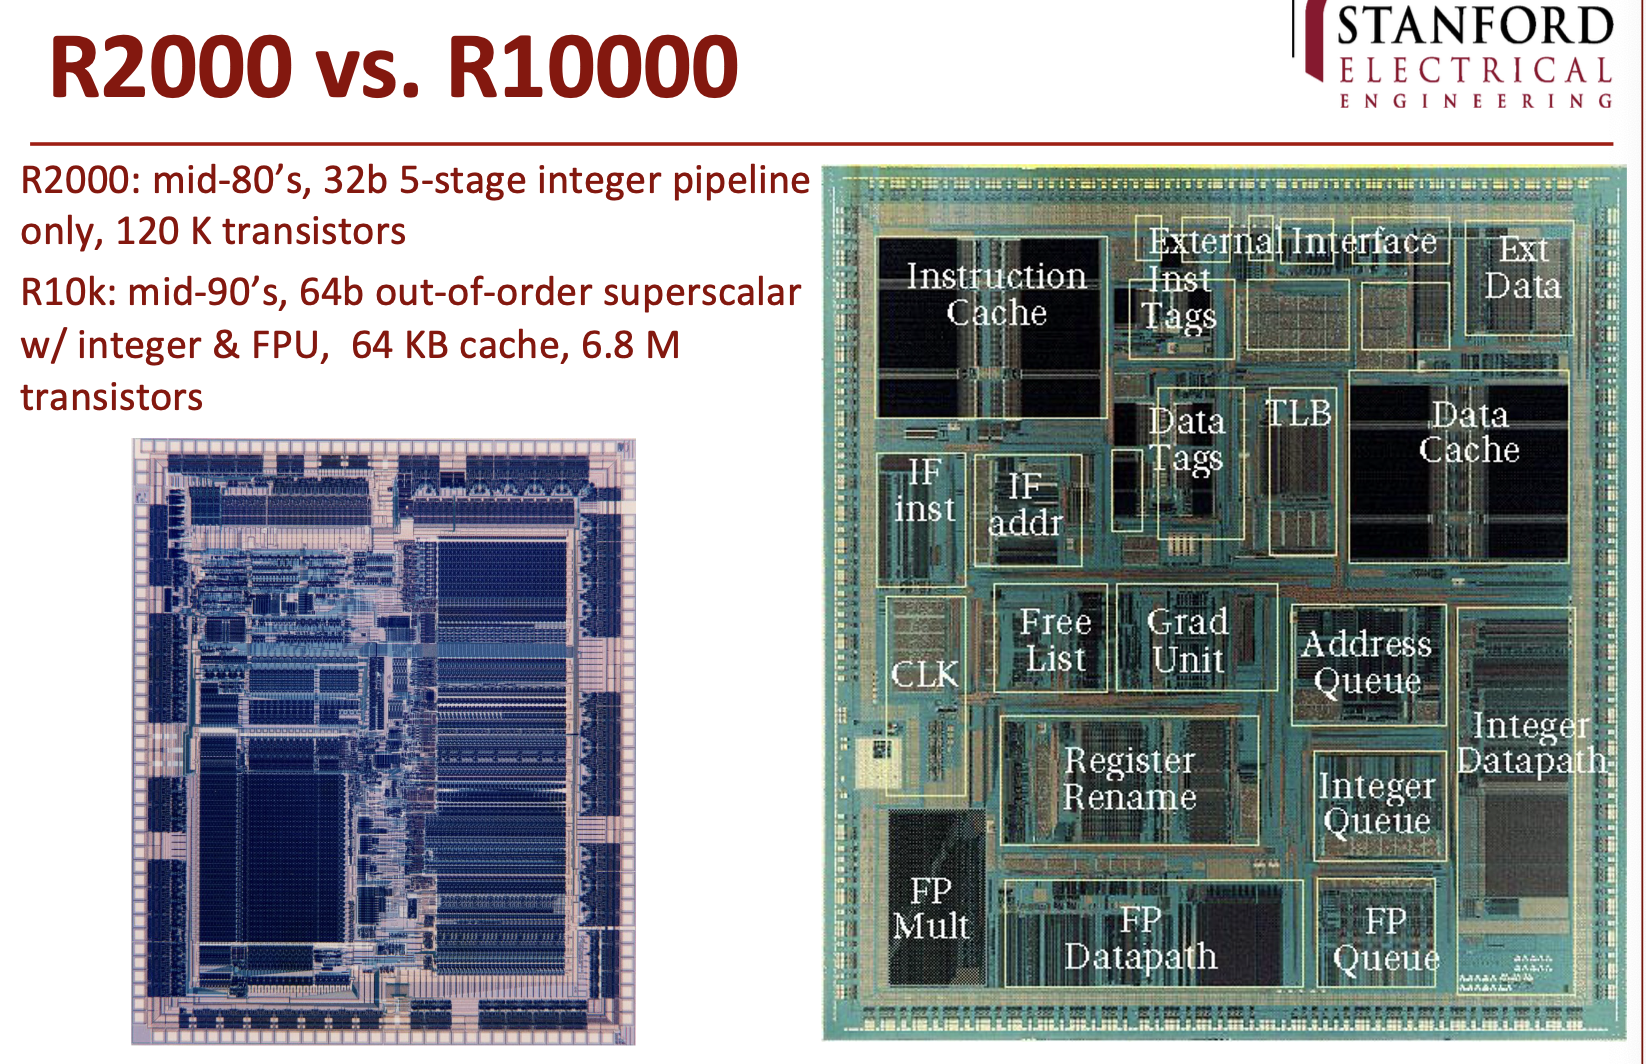 R2000 vs. R10000
STANFORD
ELECTRICAL
ENGINEERING
R2000: mid-80’s, 32b 5-stage integer pipeline
only, 120 K transistors
R10k: mid-90’s, 64b out-of-order superscalar
w/ integer & FPU, 64 KB cache, 6.8 M
transistors
External Interface
Instruction
Cache
Inst
Tags
Ext
Data
Data
Tags
TLB
Data
Cache
IF
inst
IF
addr
CLK
Free
List
Grad
Unit
Address
Queue
Integer
Datapath
Register
Rename
Integer
Queue
FP
Mult
FP
Datapath
FP
Queue